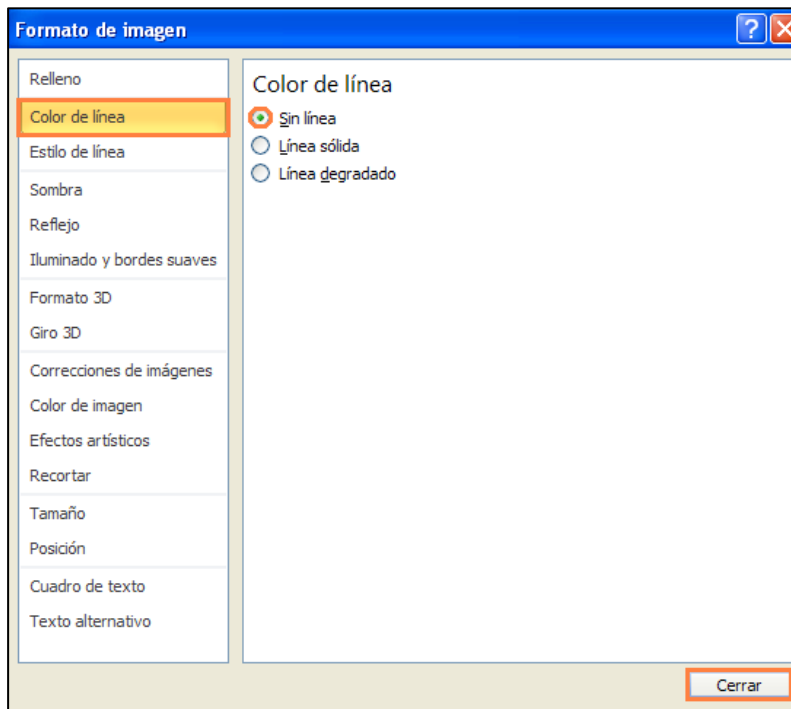 Formato de imagen
?
Relleno
Color de línea
Estilo de línea
Sombra
Reflejo
Iluminado y bordes suaves
Formato 3D
Giro 3D
Correcciones de imágenes
Color de imagen
Efectos artísticos
Recortar
Tamaño
Posición
Cuadro de texto
Texto alternativo
Color de línea
Sin línea
Línea sólida
Línea degradado
Cerrar